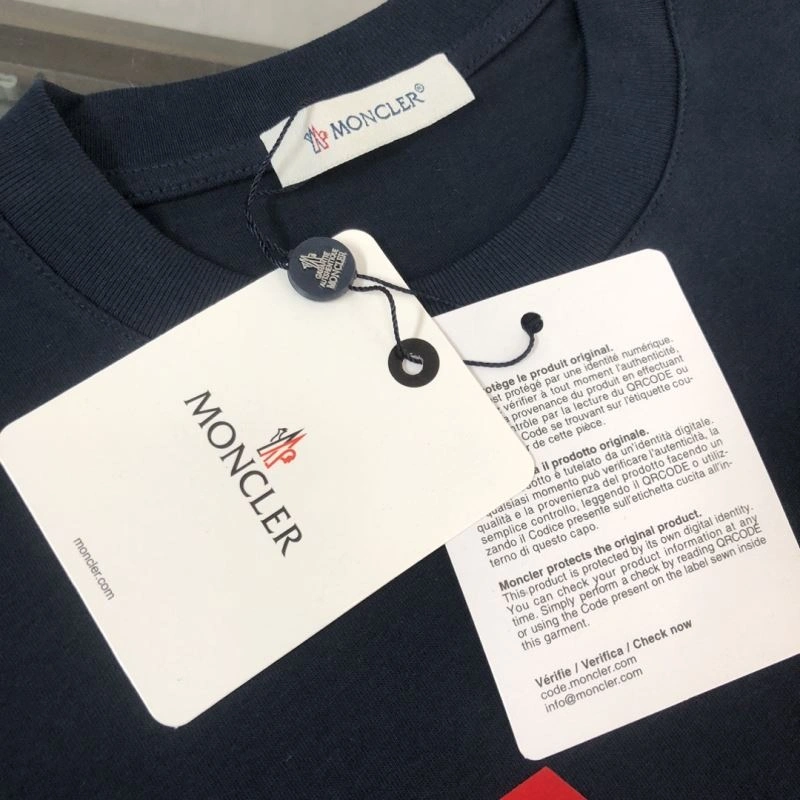 MONCLER®
GARANTIE
AUTHENTIQUE
MONCLER
MONCLER
moncler.com
otège le produit original.
st protégé par une identité numérique.
vérifier à tout moment l'authenticité,
a provenance du produit en effectuant
ntrôle par la lecture du QRCODE ou
Code se trouvant sur l'étiquette cou-
r de cette pièce.
a il prodotto originale.
dotto è tutelato da un'identità digitale.
qualsiasi momento può verificare l'autenticità, la
qualità e la provenienza del prodotto facendo un
semplice controllo, leggendo il QRCODE o utiliz-
zando il Codice presente sull'etichetta cucita all'in-
terno di questo capo.
Moncler protects the original product.
This product is protected by its own digital identity.
You can check your product information at any
time. Simply perform a check by reading QRCODE
or using the Code present on the label sewn inside
this garment.
Vérifie / Verifica / Check now
code.moncler.com
info@moncler.com